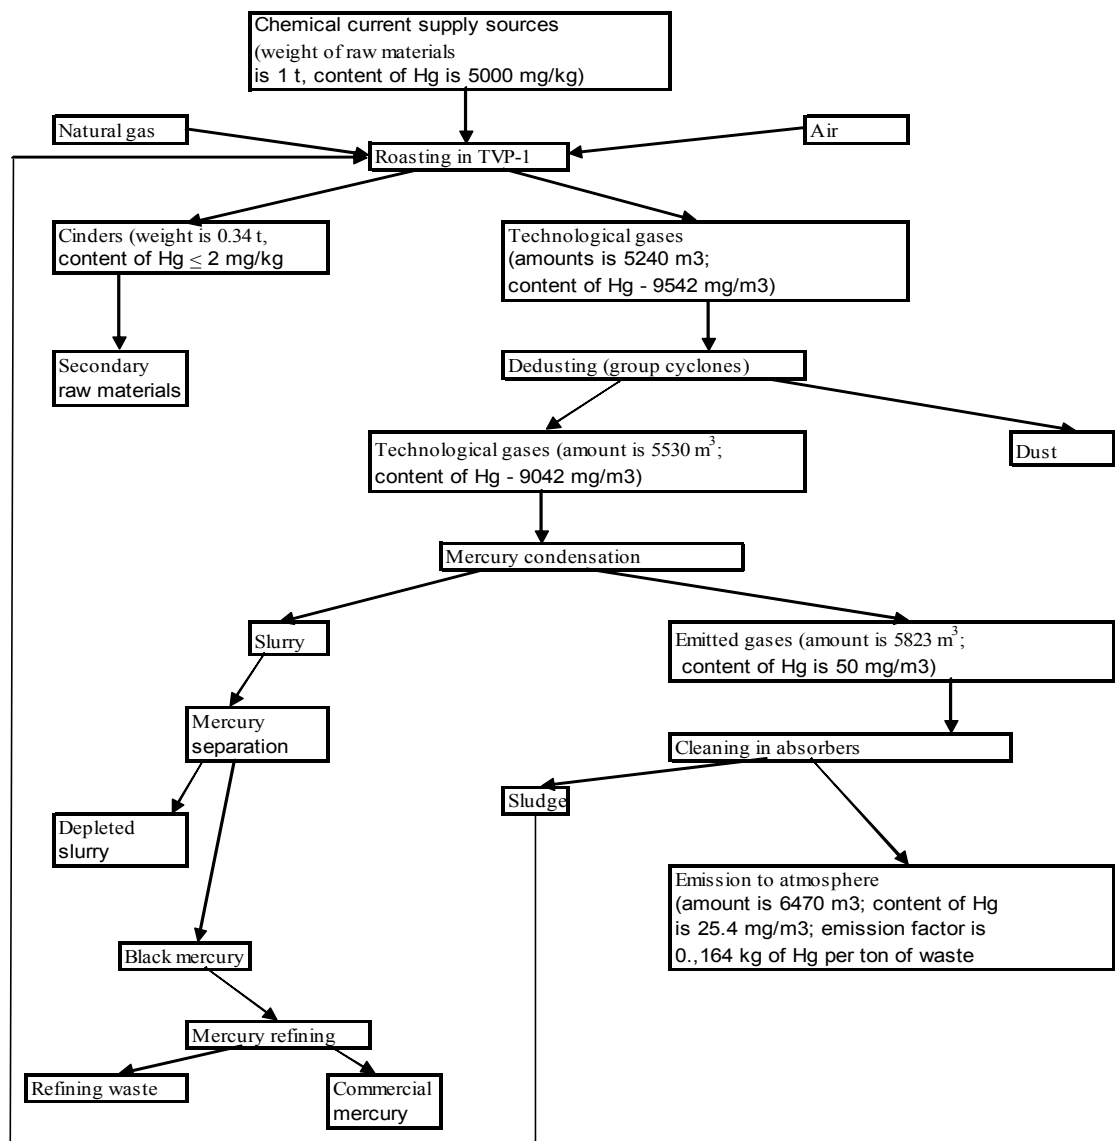 Chemical current supply sources
(weight of raw materials
is 1 t, content of Hg is 5000 mg/kg)
Natural gas
Air
Roasting in TVP-1
Cinders (weight is 0.34 t,
content of Hg ≤ 2 mg/kg
Technological gases
(amounts is 5240 m3;
content of Hg - 9542 mg/m3)
Secondary
raw materials
Dedusting (group cyclones)
Technological gases (amount is 5530 m³;
content of Hg - 9042 mg/m3)
Dust
Mercury condensation
Slurry
Emitted gases (amount is 5823 m³;
content of Hg is 50 mg/m3)
Mercury
separation
Cleaning in absorbers
Sludge
Depleted
slurry
Emission to atmosphere
(amount is 6470 m3; content of Hg
is 25.4 mg/m3; emission factor is
0.,164 kg of Hg per ton of waste
Black mercury
Mercury refining
Refining waste
Commercial
mercury